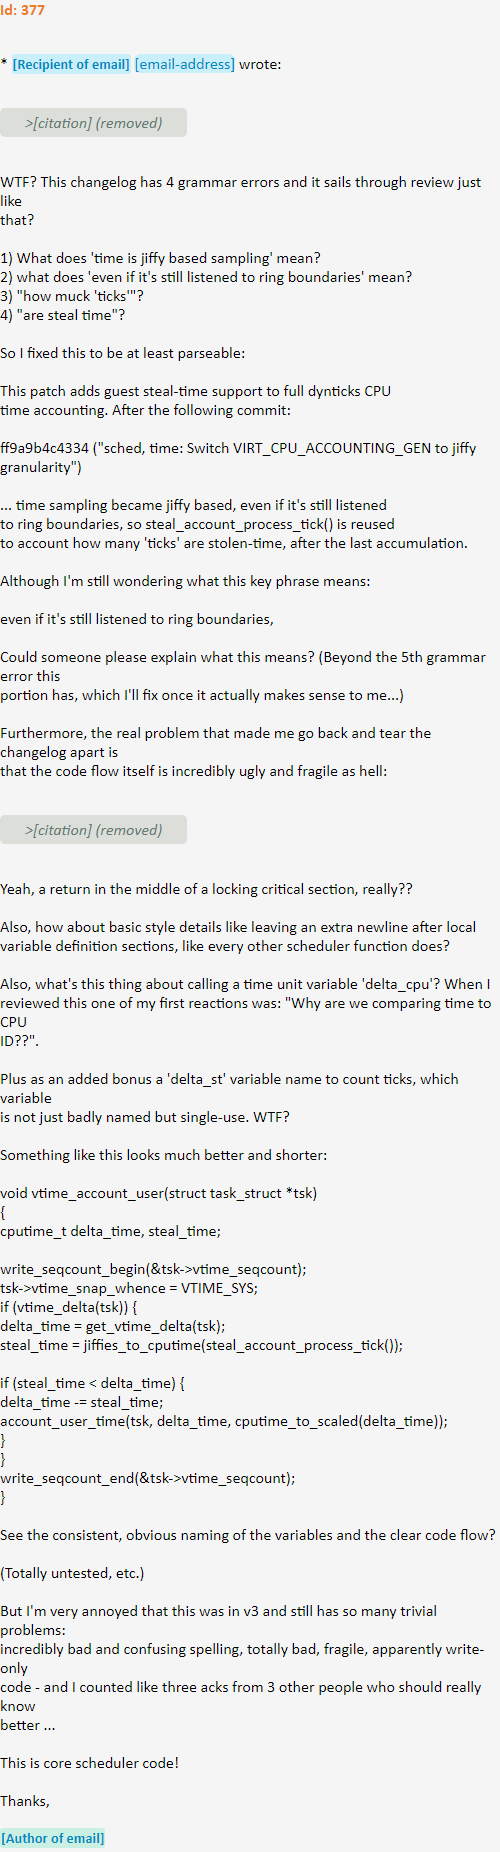 Id: 377
* [Recipient of email] [email-address] wrote:
>[citation] (removed)
WTF? This changelog has 4 grammar errors and it sails through review just
like
that?
1) What does 'time is jiffy based sampling' mean?
2) what does 'even if it's still listened to ring boundaries' mean?
3) "how muck 'ticks'"?
4) "are steal time"?
So I fixed this to be at least parseable:
This patch adds guest steal-time support to full dynticks CPU
time accounting. After the following commit:
ff9a9b4c4334 ("sched, time: Switch VIRT_CPU_ACCOUNTING_GEN to jiffy
granularity")
... time sampling became jiffy based, even if it's still listened
to ring boundaries, so steal_account_process_tick() is reused
to account how many 'ticks' are stolen-time, after the last accumulation.
Although I'm still wondering what this key phrase means:
even if it's still listened to ring boundaries,
Could someone please explain what this means? (Beyond the 5th grammar
error this
portion has, which I'll fix once it actually makes sense to me...)
Furthermore, the real problem that made me go back and tear the
changelog apart is
that the code flow itself is incredibly ugly and fragile as hell:
>[citation] (removed)
Yeah, a return in the middle of a locking critical section, really??
Also, how about basic style details like leaving an extra newline after local
variable definition sections, like every other scheduler function does?
Also, what's this thing about calling a time unit variable 'delta_cpu'? When I
reviewed this one of my first reactions was: "Why are we comparing time to
CPU
ID??".
Plus as an added bonus a 'delta_st' variable name to count ticks, which
variable
is not just badly named but single-use. WTF?
Something like this looks much better and shorter:
void vtime_account_user(struct task_struct *tsk)
{
cputime_t delta_time, steal_time;
write_seqcount_begin(&tsk->vtime_seqcount);
tsk->vtime_snap_whence = VTIME_SYS;
if (vtime_delta(tsk)) {
delta_time = get_vtime_delta(tsk);
steal_time = jiffies_to_cputime(steal_account_process_tick());
if (steal_time < delta_time) {
delta_time -= steal_time;
account_user_time(tsk, delta_time, cputime_to_scaled(delta_time));
}
}
write_seqcount_end(&tsk->vtime_seqcount);
}
See the consistent, obvious naming of the variables and the clear code flow?
(Totally untested, etc.)
But I'm very annoyed that this was in v3 and still has so many trivial
problems:
incredibly bad and confusing spelling, totally bad, fragile, apparently write-
only
code - and I counted like three acks from 3 other people who should really
know
better ...
This is core scheduler code!
Thanks,
[Author of email]